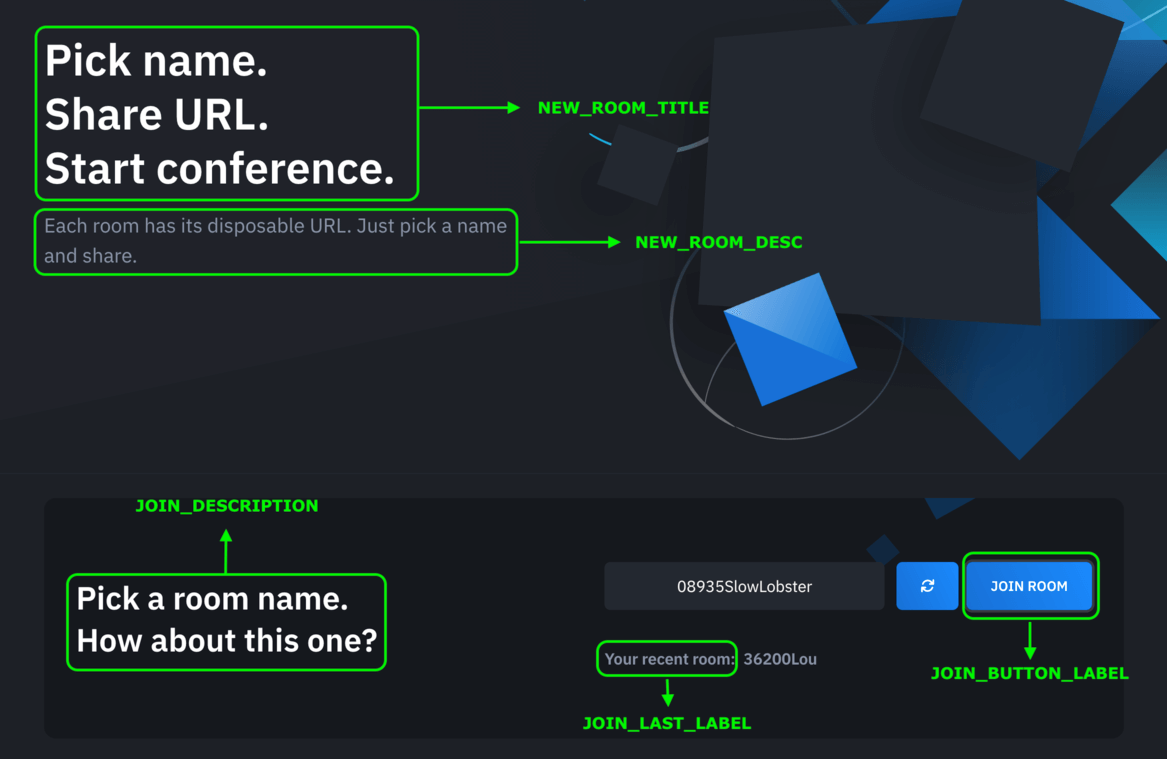 Pick name.
Share URL.
Start conference.
NEW_ROOM_TITLE
Each room has its disposable URL. Just pick a name
and share.
NEW_ROOM_DESC
JOIN_DESCRIPTION
Pick a room name.
How about this one?
08935SlowLobster
JOIN ROOM
Your recent room: 36200Lou
JOIN_BUTTON_LABEL
JOIN_LAST_LABEL